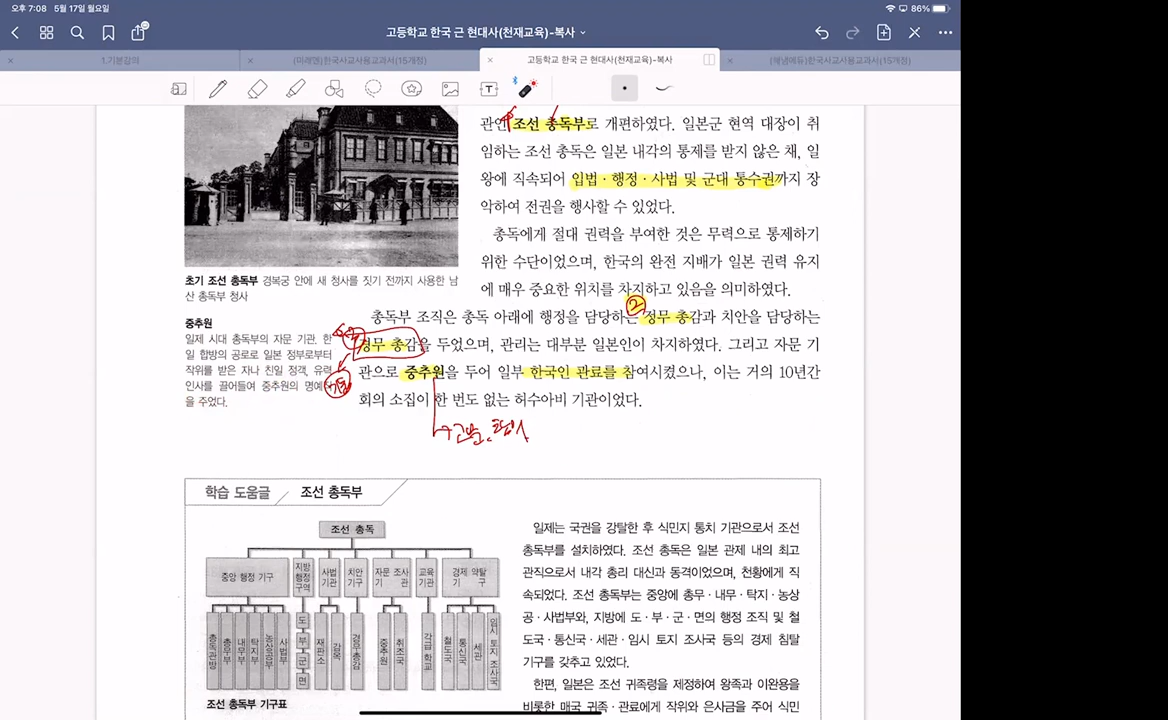 오후 7:08 5월 17일 월요일
86%
고등학교 한국 근 현대사(천재교육)-복사
1.기본강의
(미래엔)한국사교사용교과서(15개정)
고등학교 한국 근 현대사(천재교육)-복사
(해냄에듀)한국사교사용교과서(15개정)
관인 조선 총독부로 개편하였다. 일본군 현역 대장이 취
임하는 조선 총독은 일본 내각의 통제를 받지 않은 채, 일
왕에 직속되어 입법·행정·사법 및 군대 통수권까지 장
악하여 전권을 행사할 수 있었다.
총독에게 절대 권력을 부여한 것은 무력으로 통제하기
위한 수단이었으며, 한국의 완전 지배가 일본 권력 유지
에 매우 중요한 위치를 차지하고 있음을 의미하였다.
총독부 조직은 총독 아래에 행정을 담당하는 정무 총감과 치안을 담당하는
경무 총감을 두었으며, 관리는 대부분 일본인이 차지하였다. 그리고 자문 기
관으로 중추원을 두어 일부 한국인 관료를 참여시켰으나, 이는 거의 10년간
회의 소집이 한 번도 없는 허수아비 기관이었다.
2
초기 조선 총독부 경복궁 안에 새 청사를 짓기 전까지 사용한 남
산 총독부 청사
중추원
일제 시대 총독부의 자문 기관. 한
일 합방의 공로로 일본 정부로부터
작위를 받은 자나 친일 정객, 유력
인사를 끌어들여 중추원의 명예직
을 주었다.
학습 도움글 조선 총독부
조선 총독
중앙 행정 기구
지방 행정 구역
사법 기관
치안 기구
자문 조사 기관
교육 기관
경제 약탈 기구
총독관방
총무부
내무부
탁지부
농상공부
사법부
도
부
군
면
재판소
감옥
경무총감
중추원
취조국
각급 학교
철도국
통신국
세관
임시 토지 조사국
조선 총독부 기구표
일제는 국권을 강탈한 후 식민지 통치 기관으로서 조선
총독부를 설치하였다. 조선 총독은 일본 관제 내의 최고
관직으로서 내각 총리 대신과 동격이었으며, 천황에게 직
속되었다. 조선 총독부는 중앙에 총무·내무·탁지·농상
공·사법부와, 지방에 도·부·군·면의 행정 조직 및 철
도국·통신국·세관·임시 토지 조사국 등의 경제 침탈
기구를 갖추고 있었다.
한편, 일본은 조선 귀족령을 제정하여 왕족과 이완용을
비롯한 매국 귀족·관료에게 작위와 은사금을 주어 식민